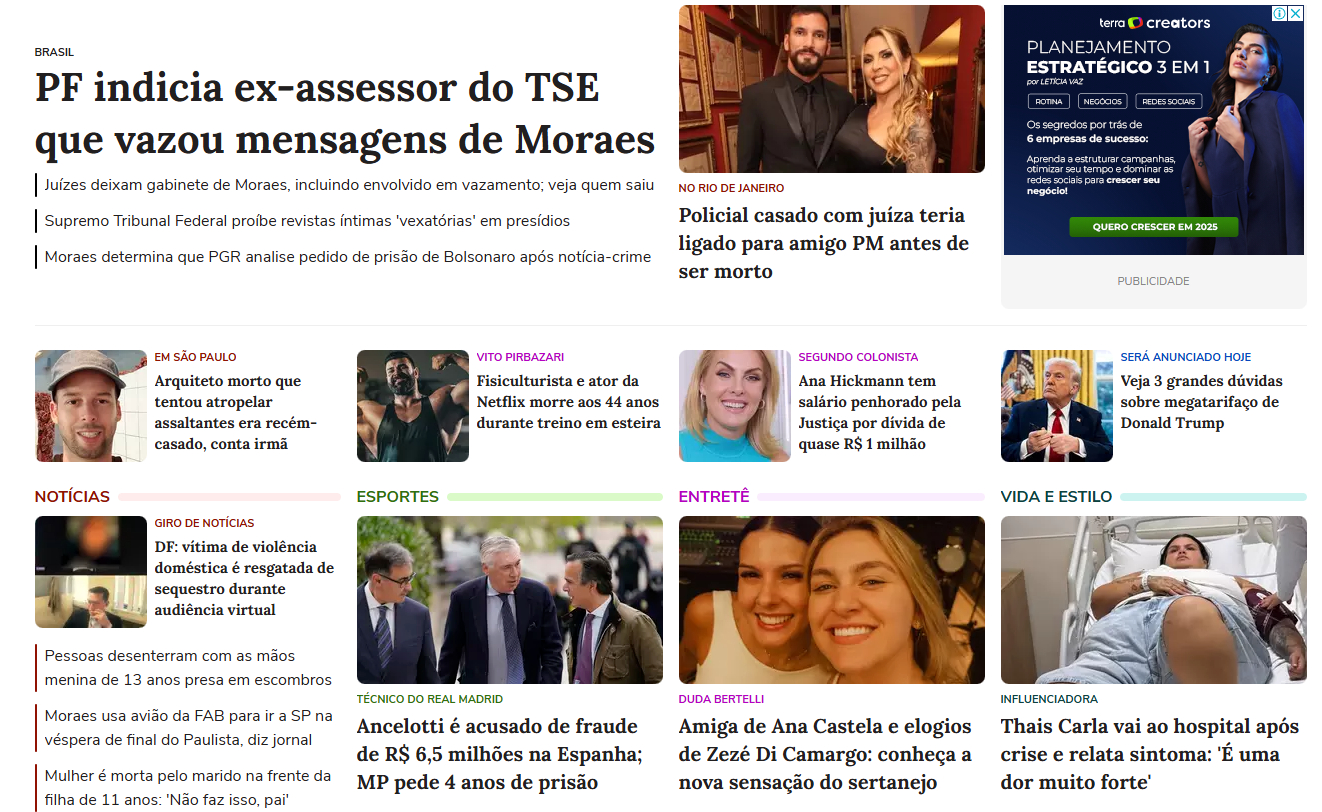 BRASIL
PF indicia ex-assessor do TSE
que vazou mensagens de Moraes
Juízes deixam gabinete de Moraes, incluindo envolvido em vazamento; veja quem saiu
Supremo Tribunal Federal proíbe revistas íntimas 'vexatórias' em presídios
Moraes determina que PGR analise pedido de prisão de Bolsonaro após notícia-crime
NO RIO DE JANEIRO
Policial casado com juíza teria
ligado para amigo PM antes de
ser morto
terra creators
PLANEJAMENTO
ESTRATÉGICO 3 EM 1
por LETÍCIA VAZ
ROTINA NEGÓCIOS REDES SOCIAIS
Os segredos por trás de
6 empresas de sucesso:
Aprenda a estruturar campanhas,
otimizar seu tempo e dominar as
redes sociais para crescer seu
negócio!
QUERO CRESCER EM 2025
PUBLICIDADE
EM SÃO PAULO
Arquiteto morto que
tentou atropelar
assaltantes era recém-
casado, conta irmã
VITO PIRBAZARI
Fisiculturista e ator da
Netflix morre aos 44 anos
durante treino em esteira
SEGUNDO COLONISTA
Ana Hickmann tem
salário penhorado pela
Justiça por dívida de
quase R$ 1 milhão
SERÁ ANUNCIADO HOJE
Veja 3 grandes dúvidas
sobre megatarifaço de
Donald Trump
NOTÍCIAS
GIRO DE NOTÍCIAS
DF: vítima de violência
doméstica é resgatada de
sequestro durante
audiência virtual
Pessoas desenterram com as mãos
menina de 13 anos presa em escombros
Moraes usa avião da FAB para ir a SP na
véspera de final do Paulista, diz jornal
Mulher é morta pelo marido na frente da
filha de 11 anos: 'Não faz isso, pai'
ESPORTES
TÉCNICO DO REAL MADRID
Ancelotti é acusado de fraude
de R$ 6,5 milhões na Espanha;
MP pede 4 anos de prisão
ENTRETÊ
DUDA BERTELLI
Amiga de Ana Castela e elogios
de Zezé Di Camargo: conheça a
nova sensação do sertanejo
VIDA E ESTILO
INFLUENCIADORA
Thais Carla vai ao hospital após
crise e relata sintoma: 'É uma
dor muito forte'